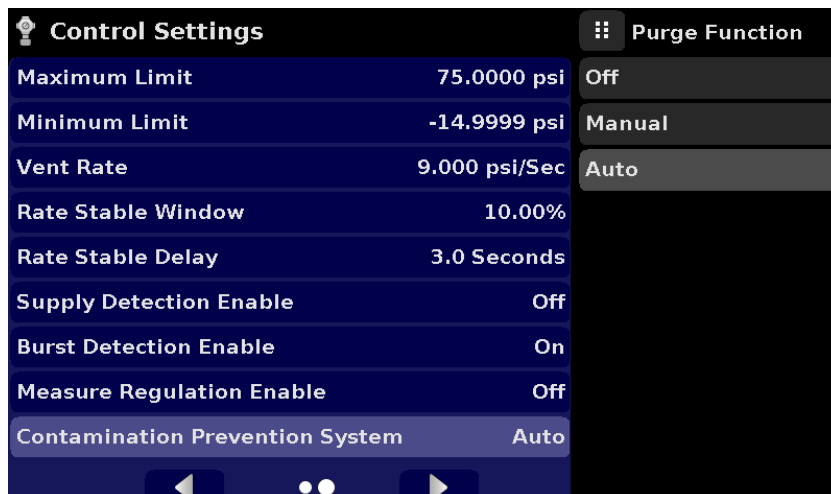 Control Settings
Maximum Limit 75.0000 psi
Minimum Limit -14.9999 psi
Vent Rate 9.000 psi/Sec
Rate Stable Window 10.00%
Rate Stable Delay 3.0 Seconds
Supply Detection Enable Off
Burst Detection Enable On
Measure Regulation Enable Off
Contamination Prevention System Auto
Purge Function
Off
Manual
Auto